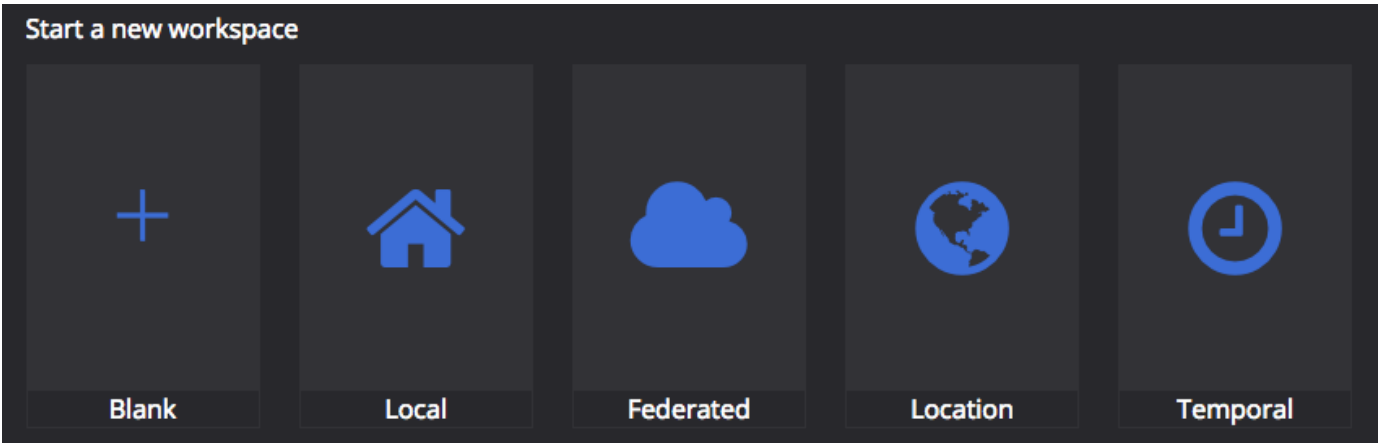 Start a new workspace
Blank
Local
Federated
Location
Temporal